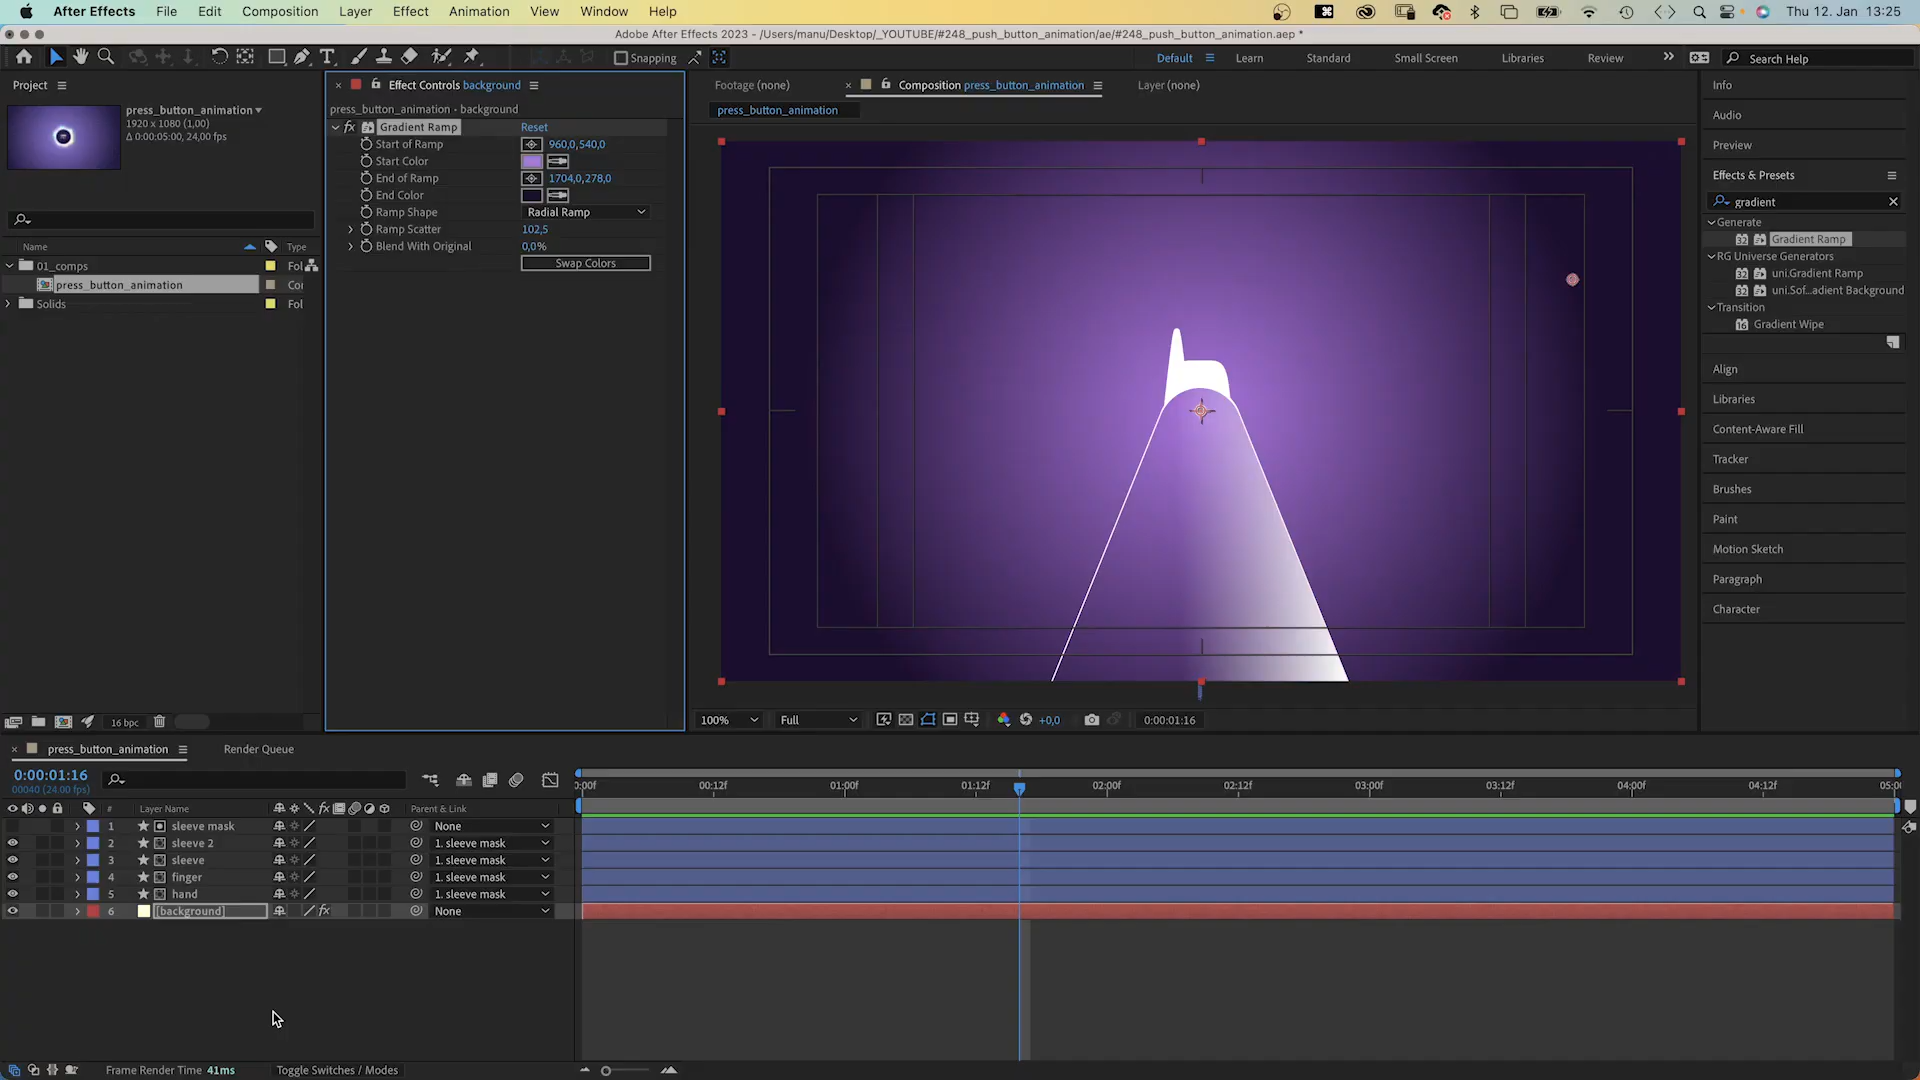 After Effects File Edit Composition Layer Effect Animation View Window Help Thu 12. Jan 13:25
Adobe After Effects 2023 - /Users/manu/Desktop/_YOUTUBE/#248_push_button_animation/ae/#248_push_button_animation.aep *
Snapping Default Learn Standard Small Screen Libraries Review Search Help
Project
press_button_animation
1920 x 1080 (1,00)
Δ 0:00:05:00, 24,00 fps
Name Type
01_comps Fol
press_button_animation Coi
Solids Fol
16 bpc
Effect Controls background
press_button_animation • background
fx Gradient Ramp Reset
Start of Ramp 960,0,540,0
Start Color
End of Ramp 1704,0,278,0
End Color
Ramp Shape Radial Ramp
Ramp Scatter 102,5
Blend With Original 0,0%
Swap Colors
Footage (none) Composition press_button_animation Layer (none)
press_button_animation
100% Full +0,0 0:00:01:16
Info
Audio
Preview
Effects & Presets
gradient
Generate
32 Gradient Ramp
RG Universe Generators
32 uni.Gradient Ramp
32 uni.Sof...adient Background
Transition
16 Gradient Wipe
Align
Libraries
Content-Aware Fill
Tracker
Brushes
Paint
Motion Sketch
Paragraph
Character
press_button_animation Render Queue
0:00:01:16
00040 (24.00 fps)
:00f 00:12f 01:00f 01:12f 02:00f 02:12f 03:00f 03:12f 04:00f 04:12f 05:0
# Layer Name fx Parent & Link
1 sleeve mask None
2 sleeve 2 1. sleeve mask
3 sleeve 1. sleeve mask
4 finger 1. sleeve mask
5 hand 1. sleeve mask
6 [background] fx None
Frame Render Time 41ms Toggle Switches / Modes